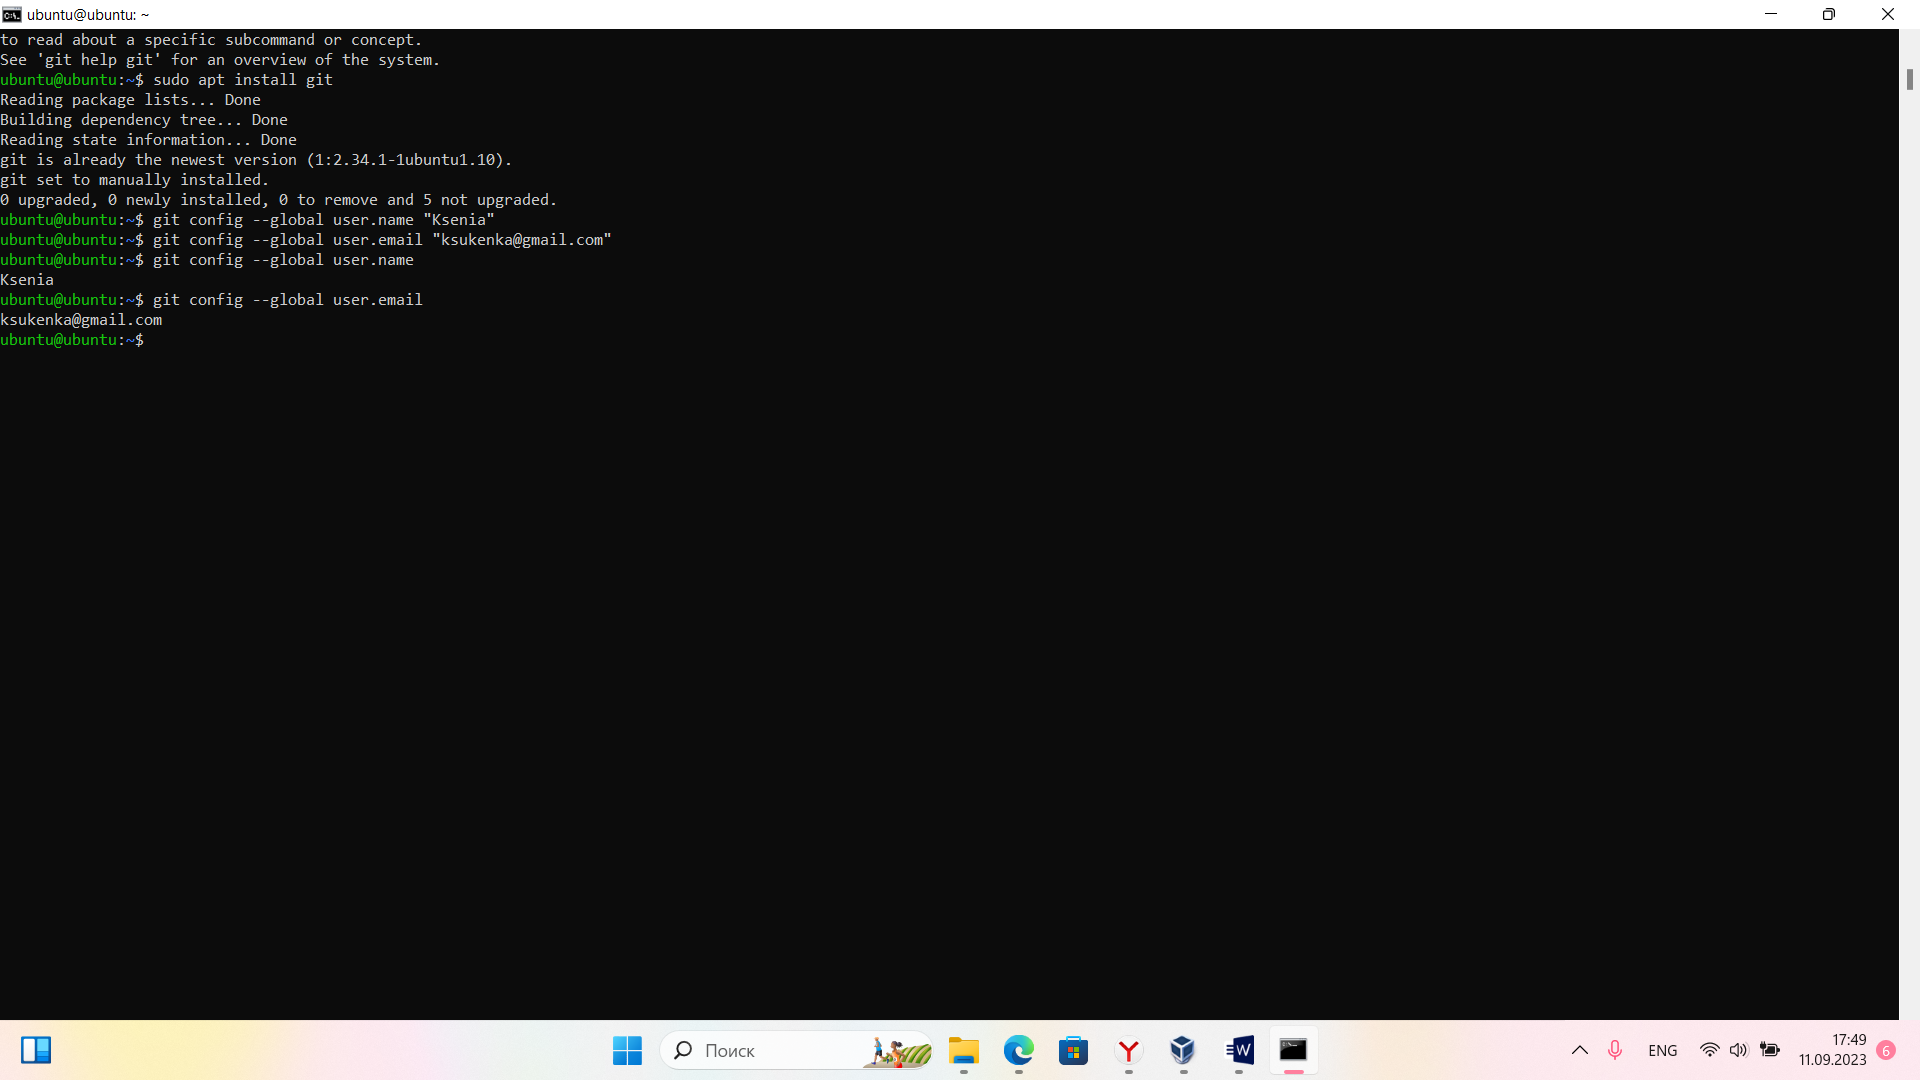 ubuntu@ubuntu: ~
to read about a specific subcommand or concept.
See 'git help git' for an overview of the system.
ubuntu@ubuntu:~$ sudo apt install git
Reading package lists... Done
Building dependency tree... Done
Reading state information... Done
git is already the newest version (1:2.34.1-1ubuntu1.10).
git set to manually installed.
0 upgraded, 0 newly installed, 0 to remove and 5 not upgraded.
ubuntu@ubuntu:~$ git config --global user.name "Ksenia"
ubuntu@ubuntu:~$ git config --global user.email "ksukenka@gmail.com"
ubuntu@ubuntu:~$ git config --global user.name
Ksenia
ubuntu@ubuntu:~$ git config --global user.email
ksukenka@gmail.com
ubuntu@ubuntu:~$
Поиск
ENG
17:49
11.09.2023
6